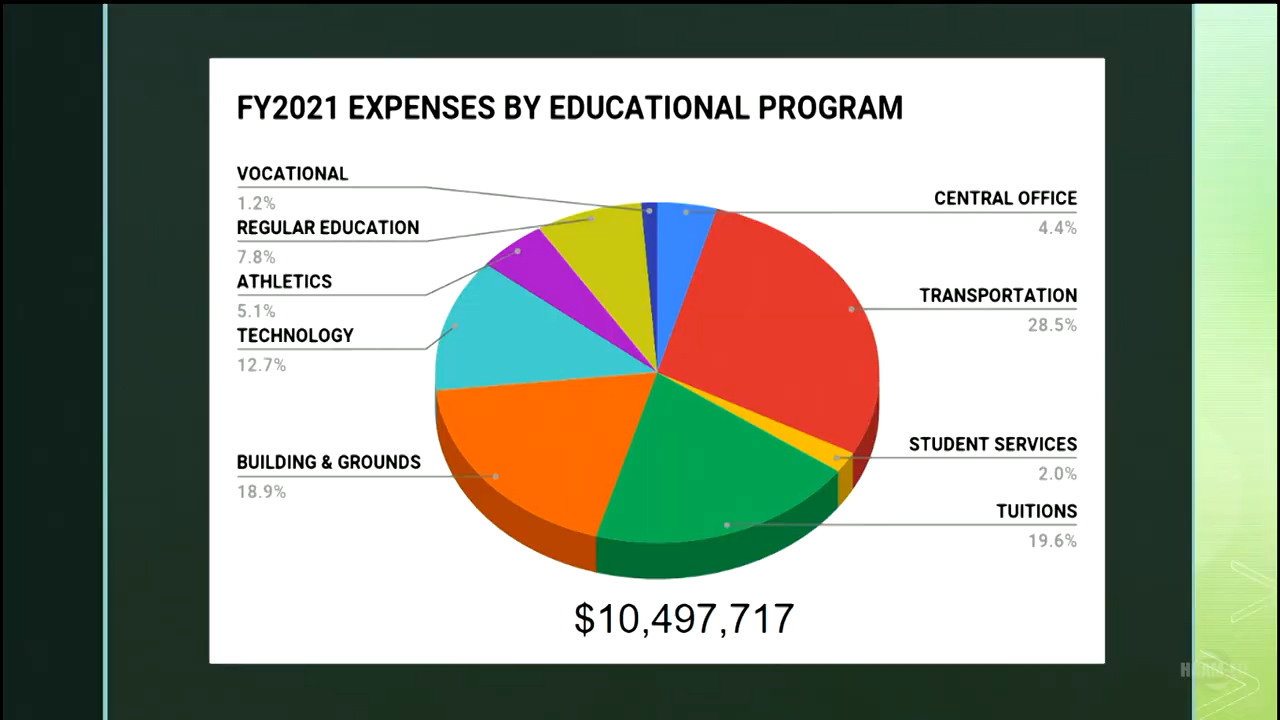 FY2021 EXPENSES BY EDUCATIONAL PROGRAM
VOCATIONAL
1.2%
REGULAR EDUCATION
7.8%
ATHLETICS
5.1%
TECHNOLOGY
12.7%
BUILDING & GROUNDS
18.9%
CENTRAL OFFICE
4.4%
TRANSPORTATION
28.5%
STUDENT SERVICES
2.0%
TUITIONS
19.6%
$10,497,717